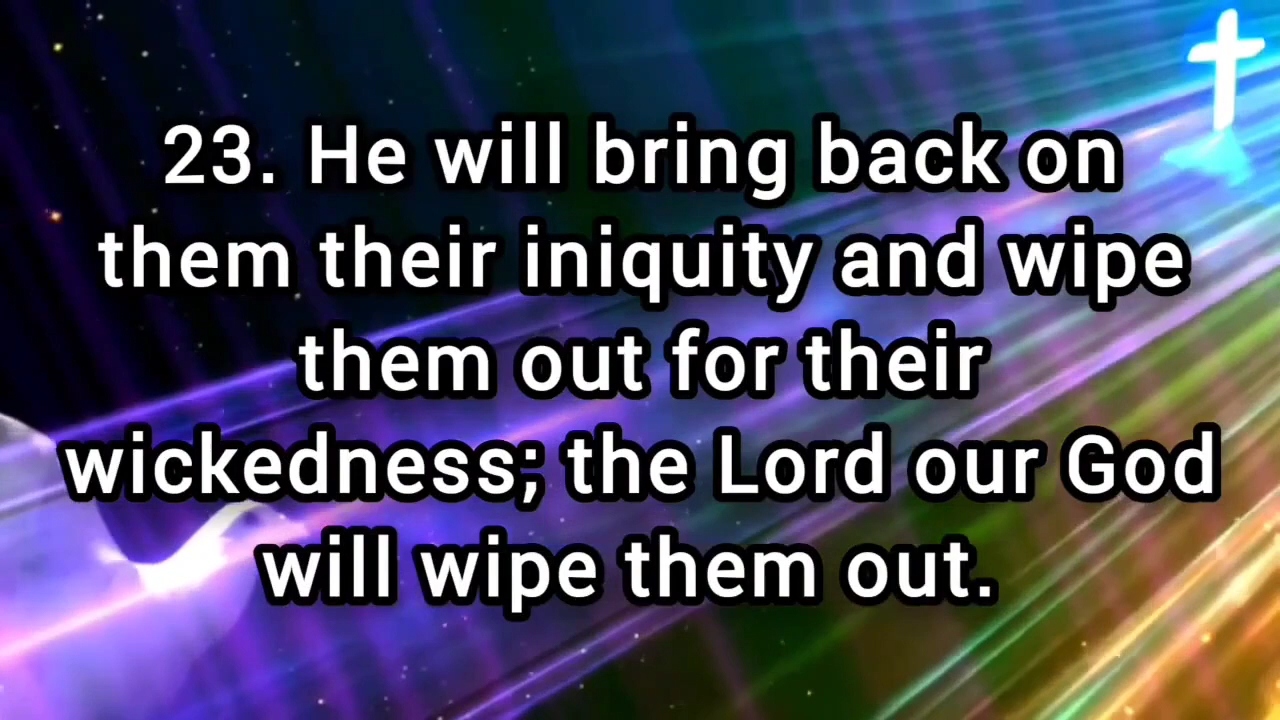 23. He will bring back on
them their iniquity and wipe
them out for their
wickedness; the Lord our God
will wipe them out.